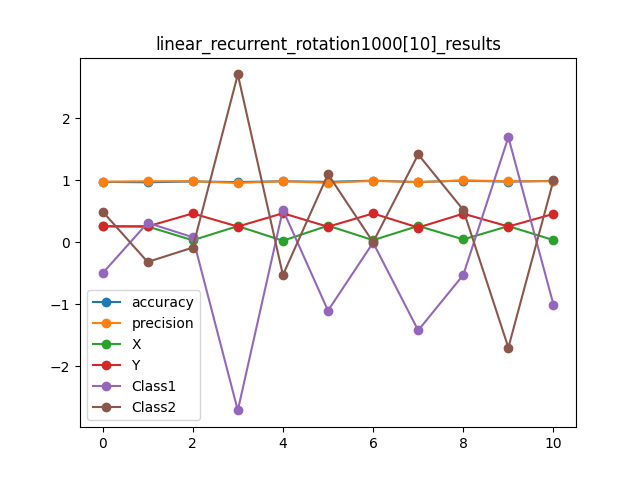 linear_recurrent_rotation1000[10]_results
2
1
0
−1
−2
accuracy
precision
X
Y
Class1
Class2
0 2 4 6 8 10